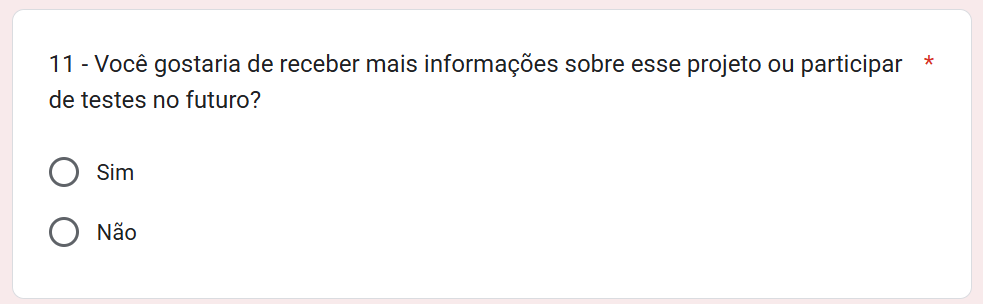 11 - Você gostaria de receber mais informações sobre esse projeto ou participar *
de testes no futuro?
Sim
Não